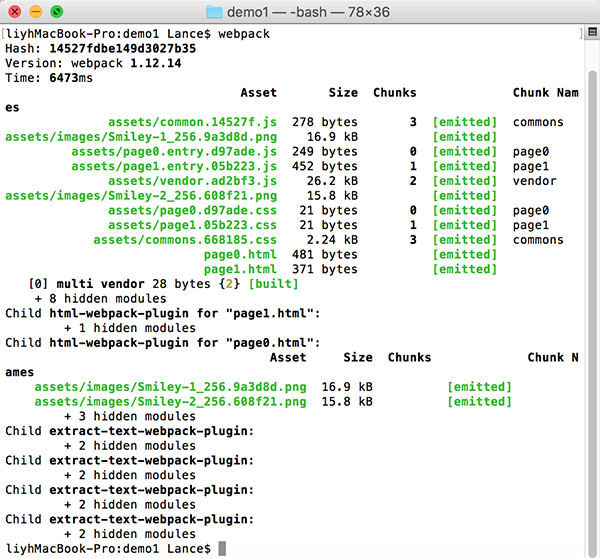 demo1 — -bash — 78×36
[liyhMacBook-Pro:demo1 Lance$ webpack ]
Hash: 14527fdbe149d3027b35
Version: webpack 1.12.14
Time: 6473ms
Asset Size Chunks Chunk Nam
es
assets/common.14527f.js 278 bytes 3 [emitted] commons
assets/images/Smiley-1_256.9a3d8d.png 16.9 kB [emitted]
assets/page0.entry.d97ade.js 249 bytes 0 [emitted] page0
assets/page1.entry.05b223.js 452 bytes 1 [emitted] page1
assets/vendor.ad2bf3.js 26.2 kB 2 [emitted] vendor
assets/images/Smiley-2_256.608f21.png 15.8 kB [emitted]
assets/page0.d97ade.css 21 bytes 0 [emitted] page0
assets/page1.05b223.css 21 bytes 1 [emitted] page1
assets/commons.668185.css 2.24 kB 3 [emitted] commons
page0.html 481 bytes [emitted]
page1.html 371 bytes [emitted]
[0] multi vendor 28 bytes {2} [built]
+ 8 hidden modules
Child html-webpack-plugin for "page1.html":
+ 1 hidden modules
Child html-webpack-plugin for "page0.html":
Asset Size Chunks Chunk N
ames
assets/images/Smiley-1_256.9a3d8d.png 16.9 kB [emitted]
assets/images/Smiley-2_256.608f21.png 15.8 kB [emitted]
+ 3 hidden modules
Child extract-text-webpack-plugin:
+ 2 hidden modules
Child extract-text-webpack-plugin:
+ 2 hidden modules
Child extract-text-webpack-plugin:
+ 2 hidden modules
Child extract-text-webpack-plugin:
+ 2 hidden modules
liyhMacBook-Pro:demo1 Lance$